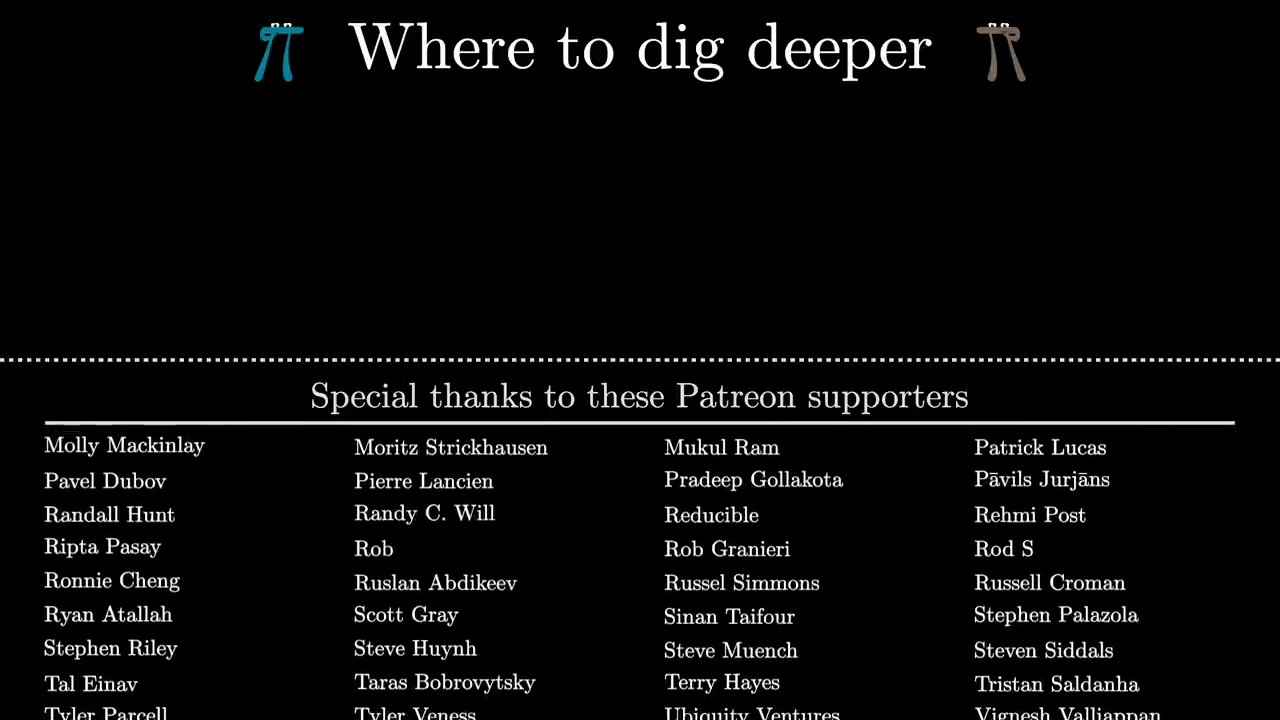 Where to dig deeper
Special thanks to these Patreon supporters
Molly Mackinlay Moritz Strickhausen Mukul Ram Patrick Lucas
Pavel Dubov Pierre Lancien Pradeep Gollakota Pāvils Jurjāns
Randall Hunt Randy C. Will Reducible Rehmi Post
Ripta Pasay Rob Rob Granieri Rod S
Ronnie Cheng Ruslan Abdikeev Russel Simmons Russell Croman
Ryan Atallah Scott Gray Sinan Taifour Stephen Palazola
Stephen Riley Steve Huynh Steve Muench Steven Siddals
Tal Einav Taras Bobrovytsky Terry Hayes Tristan Saldanha
Tyler Parcell Tyler Veness Ubiquity Ventures Vignesh Valliappan